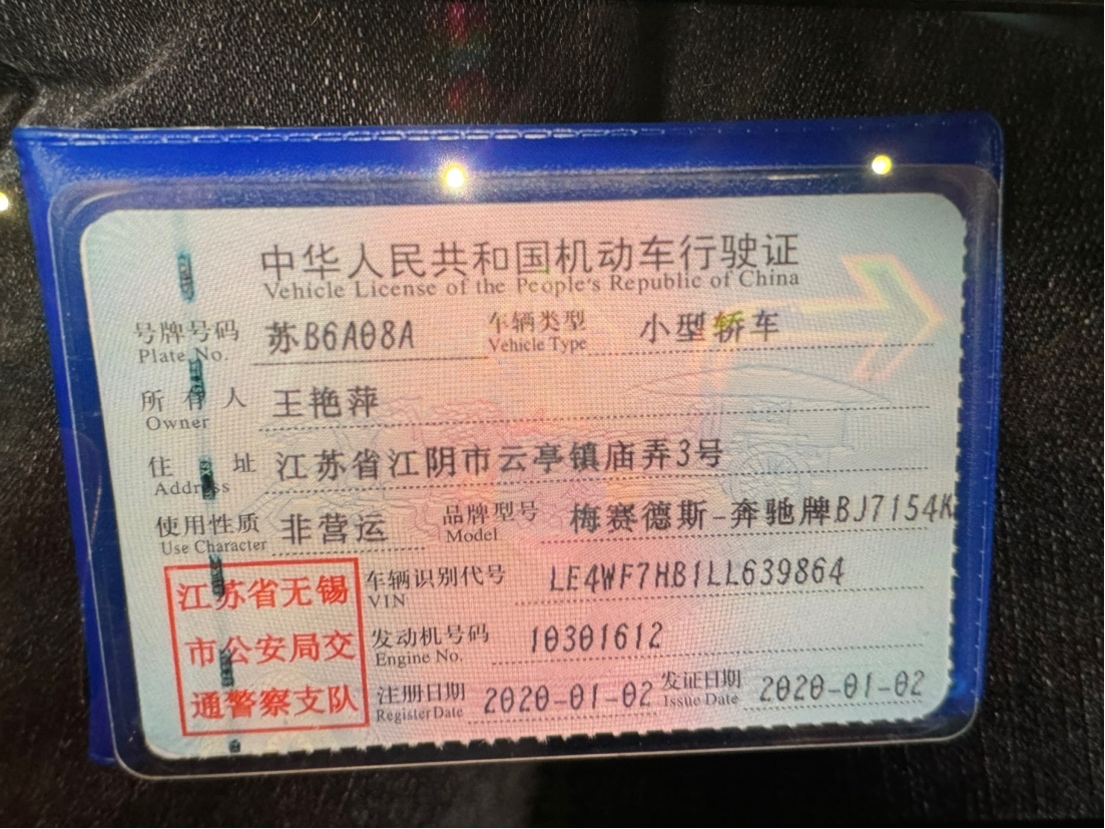 中华人民共和国机动车行驶证
Vehicle License of the People's Republic of China
号牌号码 苏B6A08A 车辆类型 小型轿车
Plate No. Vehicle Type
所有人 王艳萍
Owner
住址 江苏省江阴市云亭镇庙弄3号
Address
使用性质 非营运 品牌型号 梅赛德斯-奔驰牌BJ7154K
Use Character Model
江苏省无锡 车辆识别代号 LE4WF7HB1LL639864
VIN
市公安局交 发动机号码 10301612
Engine No.
通警察支队 注册日期 2020-01-02 发证日期 2020-01-02
Register Date Issue Date